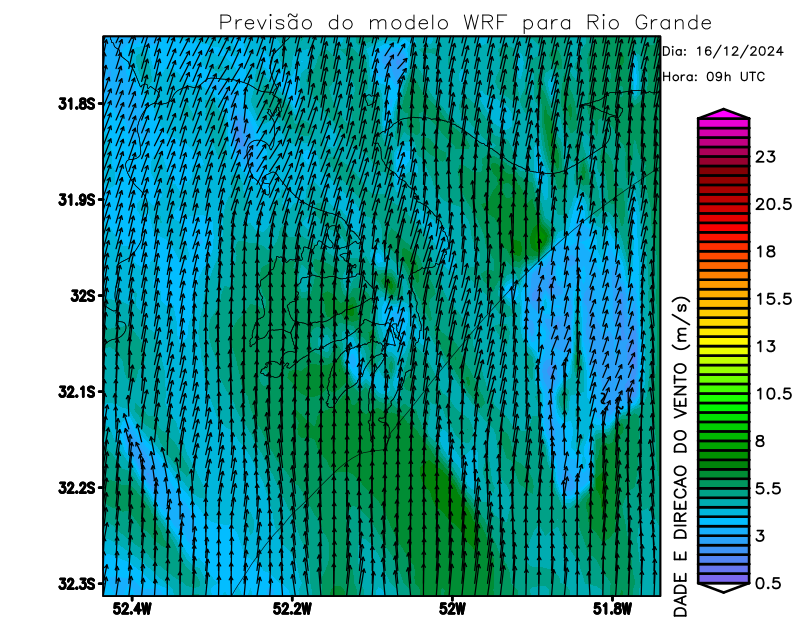 Previsão do modelo WRF para Rio Grande
Dia: 16/12/2024
Hora: 09h UTC
31.8S
31.9S
32S
32.1S
32.2S
32.3S
52.4W
52.2W
52W
51.8W
23
20.5
18
15.5
13
10.5
8
5.5
3
0.5
DADE E DIRECAO DO VENTO (m/s)